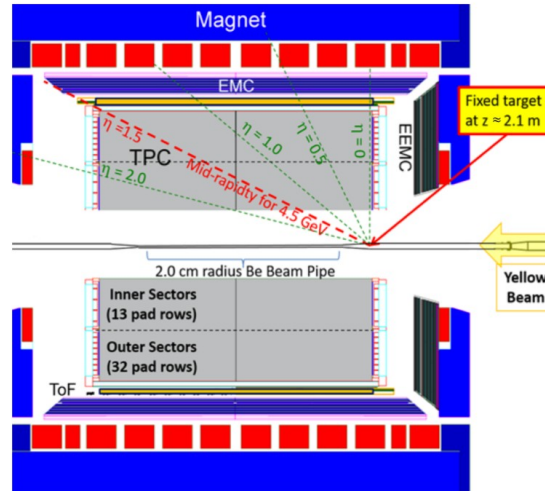 Magnet
EMC
Fixed target
at z ≈ 2.1 m
EEMC
η = 0
η = 0.5
η = 1.0
η =1.5
η = 2.0
TPC
Mid-rapidty for 4.5 GeV
2.0 cm radius Be Beam Pipe
Yellow
Beam
Inner Sectors
(13 pad rows)
Outer Sectors
(32 pad rows)
ToF